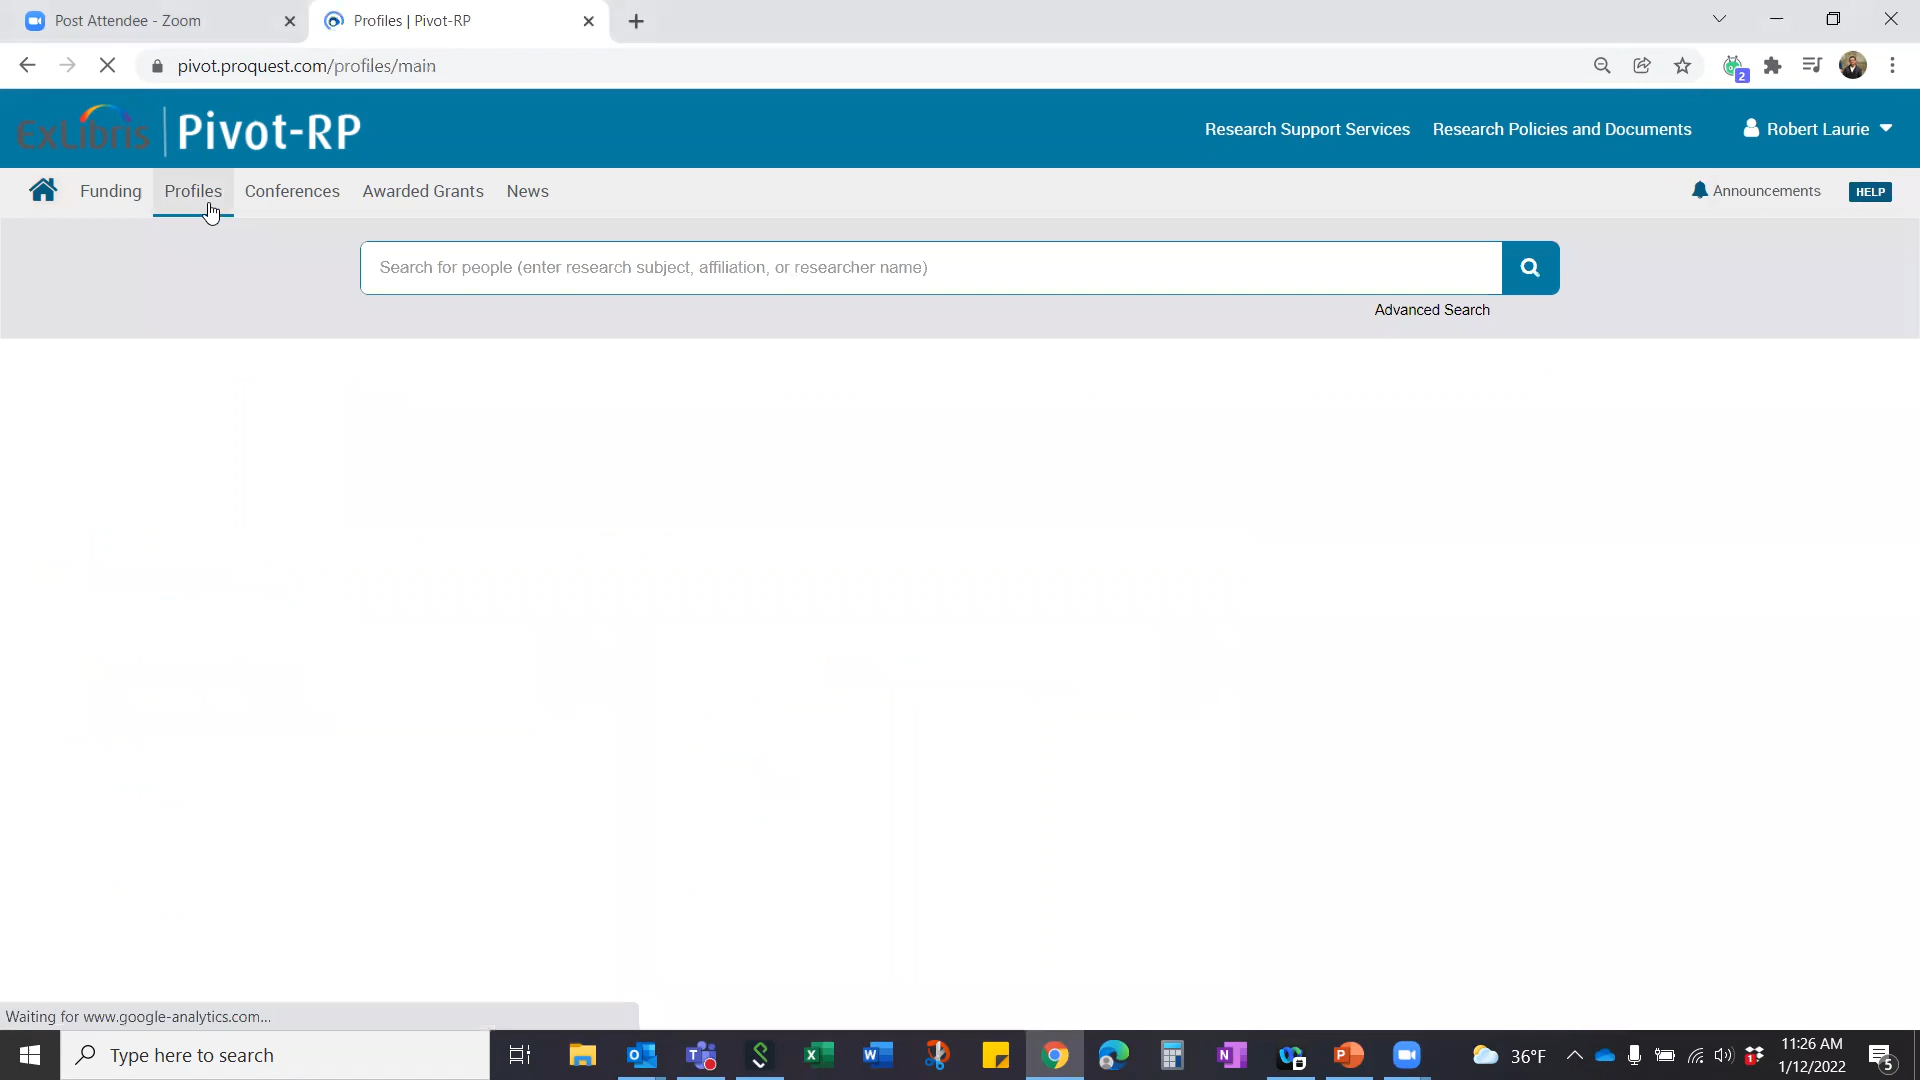 Post Attendee - Zoom
Profiles | Pivot-RP
pivot.proquest.com/profiles/main
2
ExLibris | Pivot-RP
Research Support Services
Research Policies and Documents
Robert Laurie
Funding
Profiles
Conferences
Awarded Grants
News
Announcements
HELP
Search for people (enter research subject, affiliation, or researcher name)
Advanced Search
Waiting for www.google-analytics.com...
Type here to search
36°F
11:26 AM
1/12/2022
5